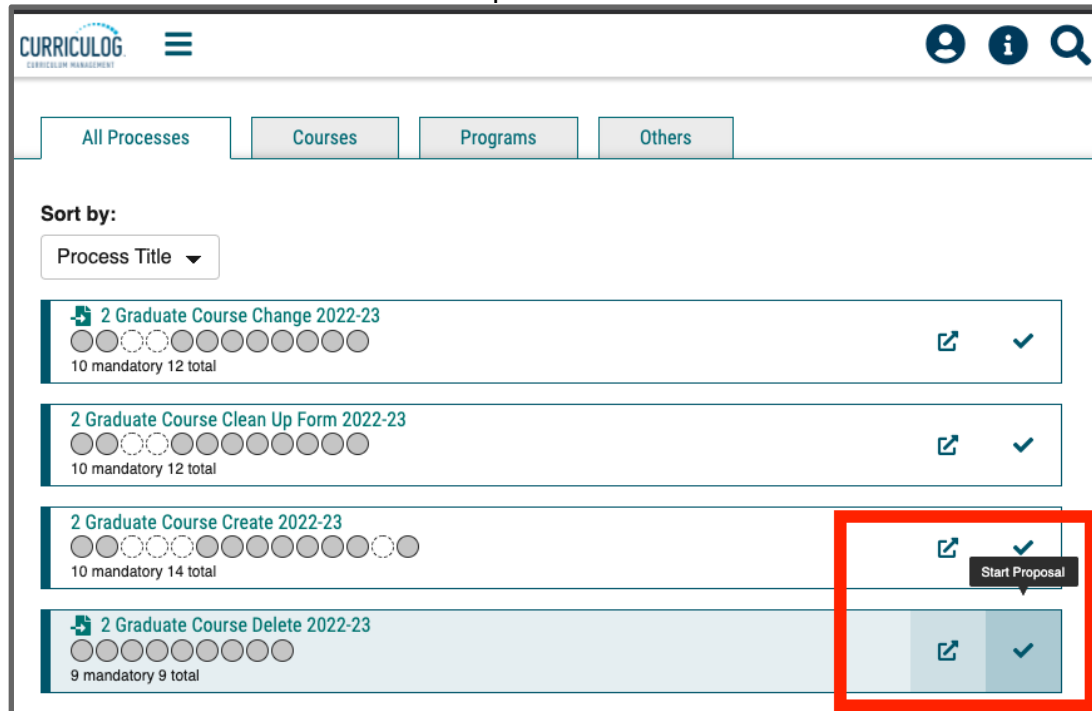 CURRICULOG
CURRICULUM MANAGEMENT
All Processes
Courses
Programs
Others
Sort by:
Process Title
2 Graduate Course Change 2022-23
10 mandatory 12 total
2 Graduate Course Clean Up Form 2022-23
10 mandatory 12 total
2 Graduate Course Create 2022-23
10 mandatory 14 total
Start Proposal
2 Graduate Course Delete 2022-23
9 mandatory 9 total